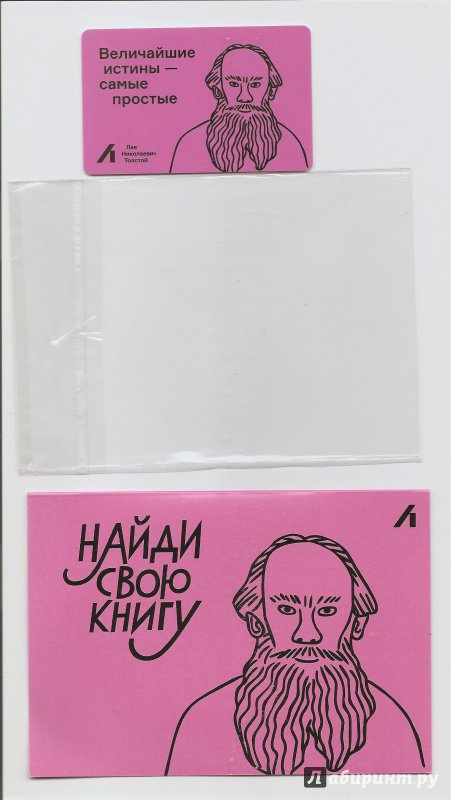 Величайшие
истины —
самые
простые
Лев
Николаевич
Толстой
НАЙДИ
СВОЮ
КНИГУ
Лабиринт.ру